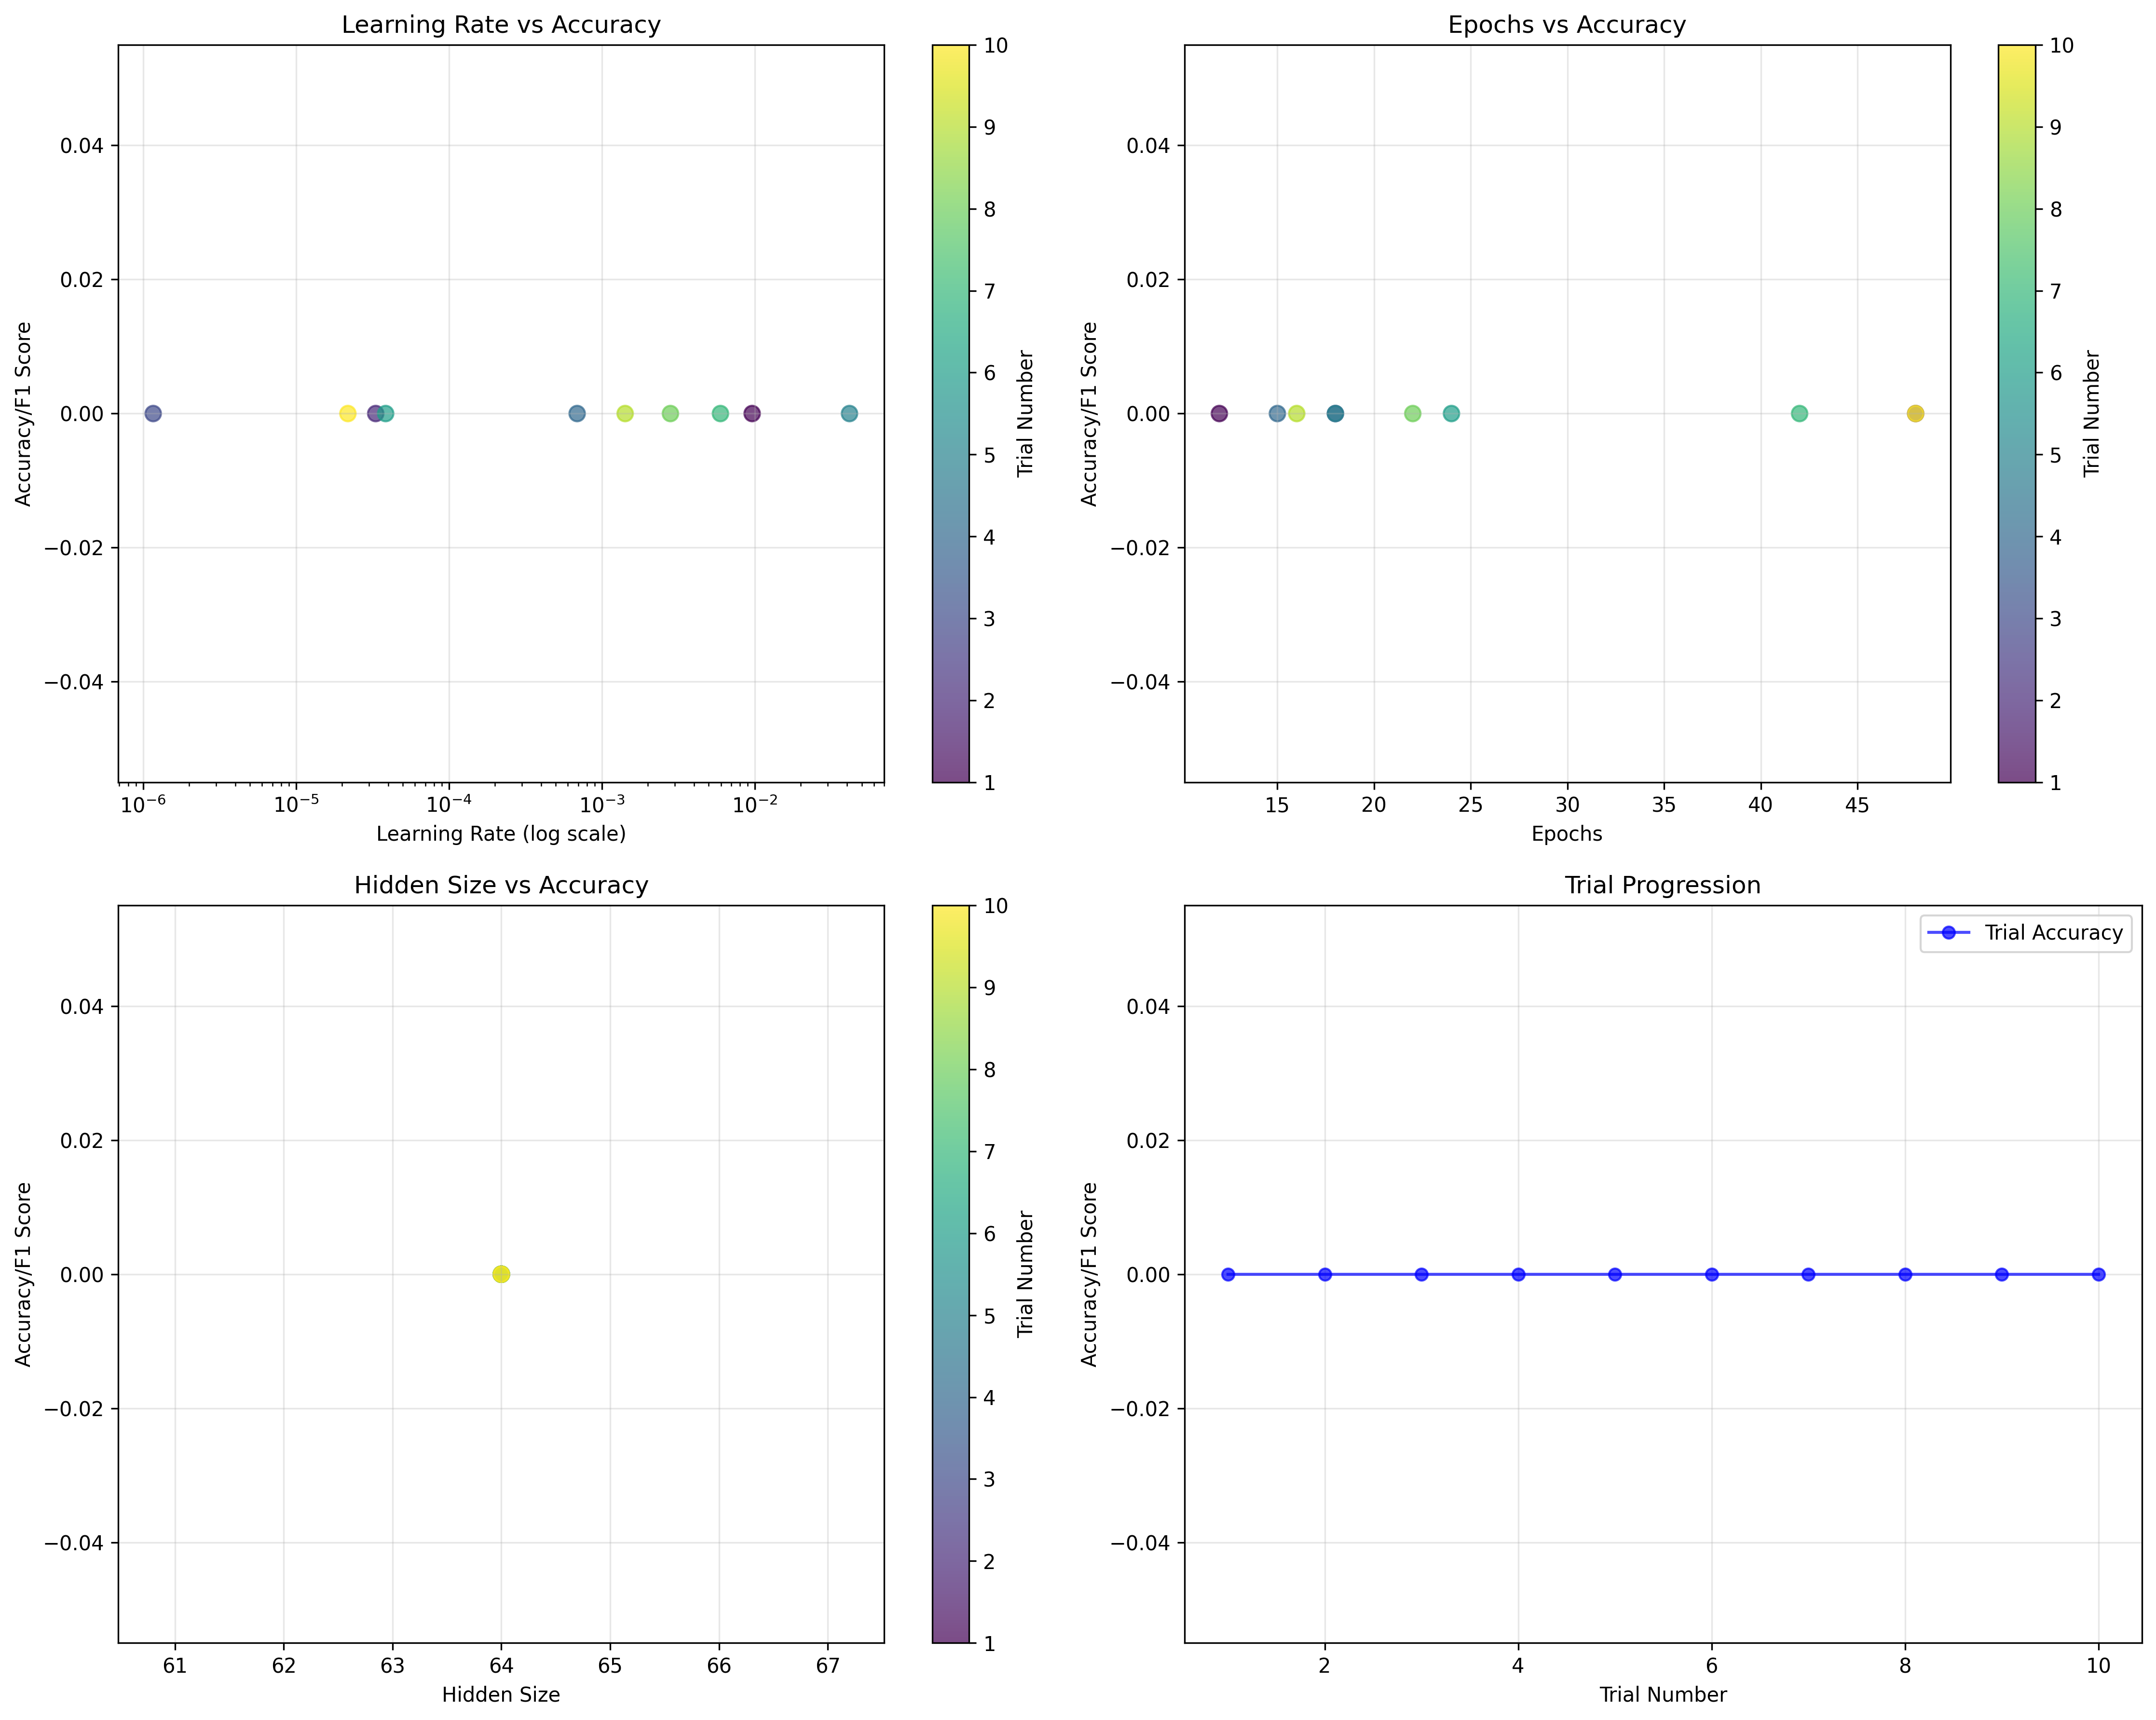 Learning Rate vs Accuracy
Accuracy/F1 Score
0.04
0.02
0.00
−0.02
−0.04
10⁻⁶ 10⁻⁵ 10⁻⁴ 10⁻³ 10⁻²
Learning Rate (log scale)
10
9
8
7
6
5
4
3
2
1
Trial Number
Epochs vs Accuracy
Accuracy/F1 Score
0.04
0.02
0.00
−0.02
−0.04
15 20 25 30 35 40 45
Epochs
10
9
8
7
6
5
4
3
2
1
Trial Number
Hidden Size vs Accuracy
Accuracy/F1 Score
0.04
0.02
0.00
−0.02
−0.04
61 62 63 64 65 66 67
Hidden Size
10
9
8
7
6
5
4
3
2
1
Trial Number
Trial Progression
Trial Accuracy
Accuracy/F1 Score
0.04
0.02
0.00
−0.02
−0.04
2 4 6 8 10
Trial Number